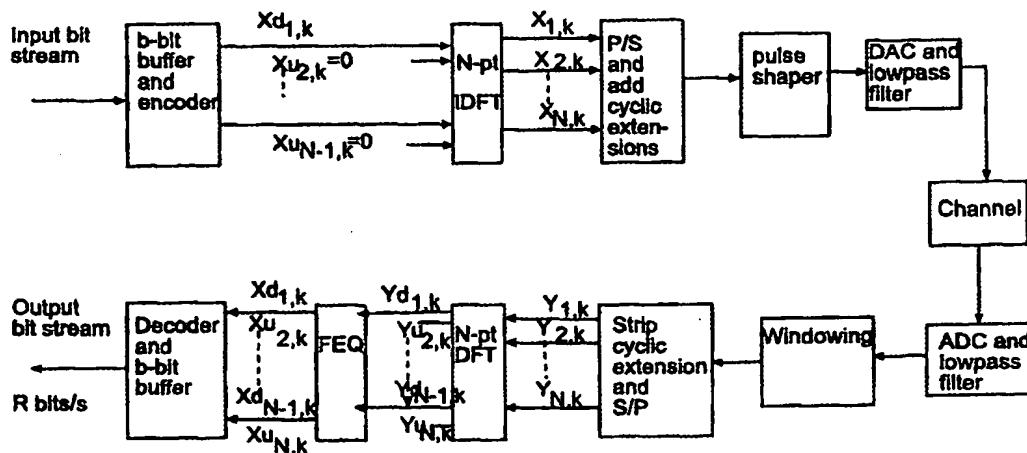 Input bit
stream
b-bit
buffer
and
encoder
Xd1,k
Xu2,k=0
XuN-1,k=0
N-pt
IDFT
X1,k
X2,k
XN,k
P/S
and
add
cyclic
exten-
sions
pulse
shaper
DAC and
lowpass
filter
Channel
Output
bit stream
R bits/s
Decoder
and
b-bit
buffer
Xd1,k
Xu2,k
XdN-1,k
XuN,k
FEQ
Yd1,k
Yu2,k
YdN-1,k
YuN,k
N-pt
DFT
Y1,k
Y2,k
YN,k
Strip
cyclic
extension
and
S/P
Windowing
ADC and
lowpass
filter